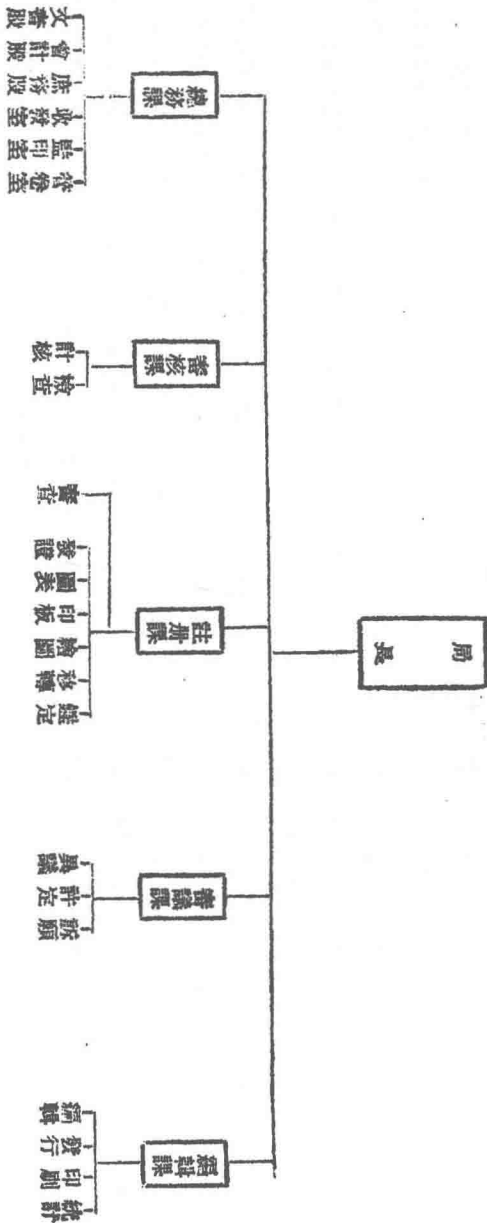 局長
總務課
文書股
會計股
庶務股
收發室
監印室
管卷室
審核課
計核
檢查
註册課
審查
發證
圖表
印板
繪圖
移轉
鑑定
審議課
異議
評定
訴願
編輯課
編輯
發行
印刷
統計